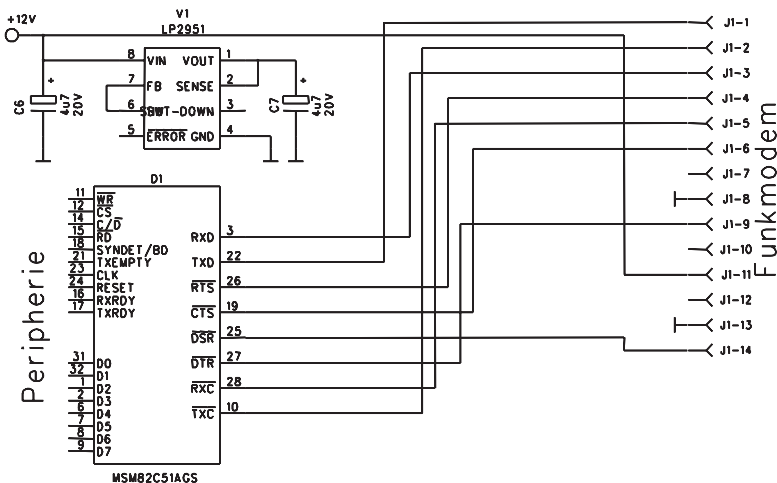 +12V
V1
LP2951
8 VIN VOUT 1
7 FB SENSE 2
6 SHUT-DOWN 3
5 ERROR GND 4
+
C6
4u7
20V
+
C7
4u7
20V
D1
11 WR
12 CS
14 C/D
15 RD
18 SYNDET/BD
21 TXEMPTY
23 CLK
24 RESET
16 RXRDY
17 TXRDY
31 D0
32 D1
1 D2
2 D3
6 D4
7 D5
8 D6
9 D7
RXD 3
TXD 22
RTS 26
CTS 19
DSR 25
DTR 27
RXC 28
TXC 10
MSM82C51AGS
Peripherie
J1-1
J1-2
J1-3
J1-4
J1-5
J1-6
J1-7
J1-8
J1-9
J1-10
J1-11
J1-12
J1-13
J1-14
Funkmodem